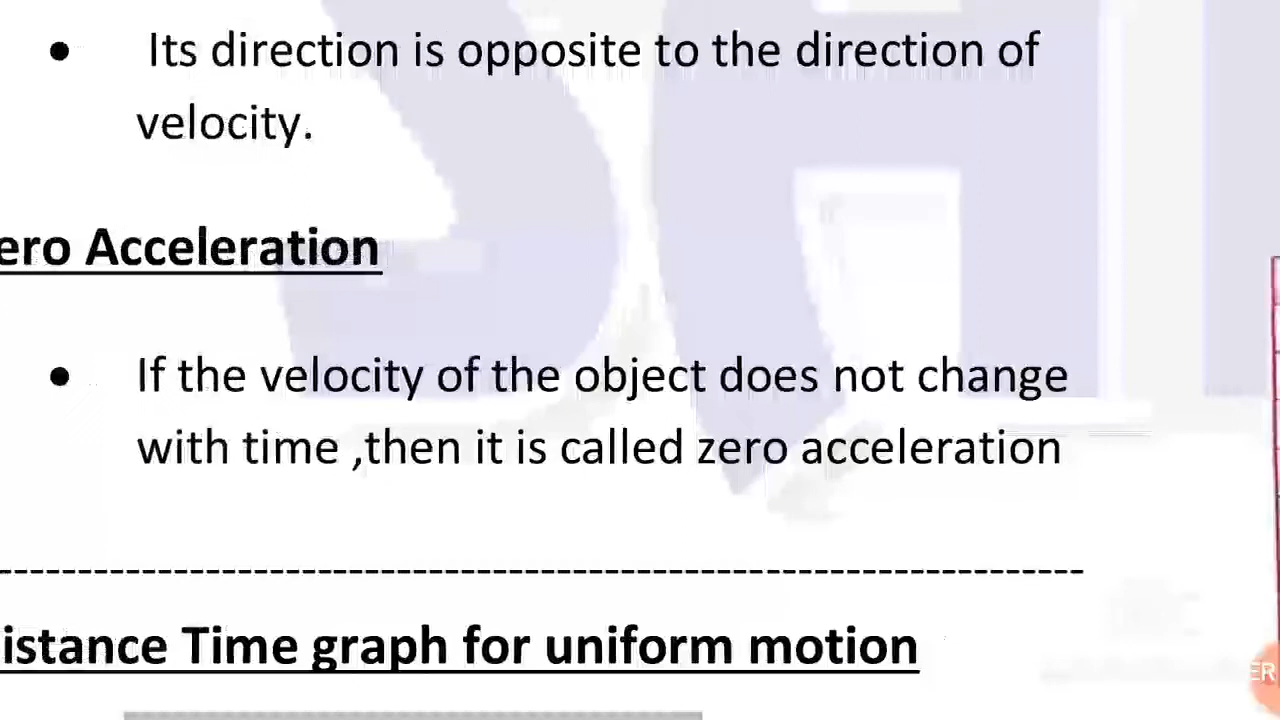 • Its direction is opposite to the direction of
velocity.
ero Acceleration
• If the velocity of the object does not change
with time ,then it is called zero acceleration
--------------------------------------------------------------------
istance Time graph for uniform motion
ER